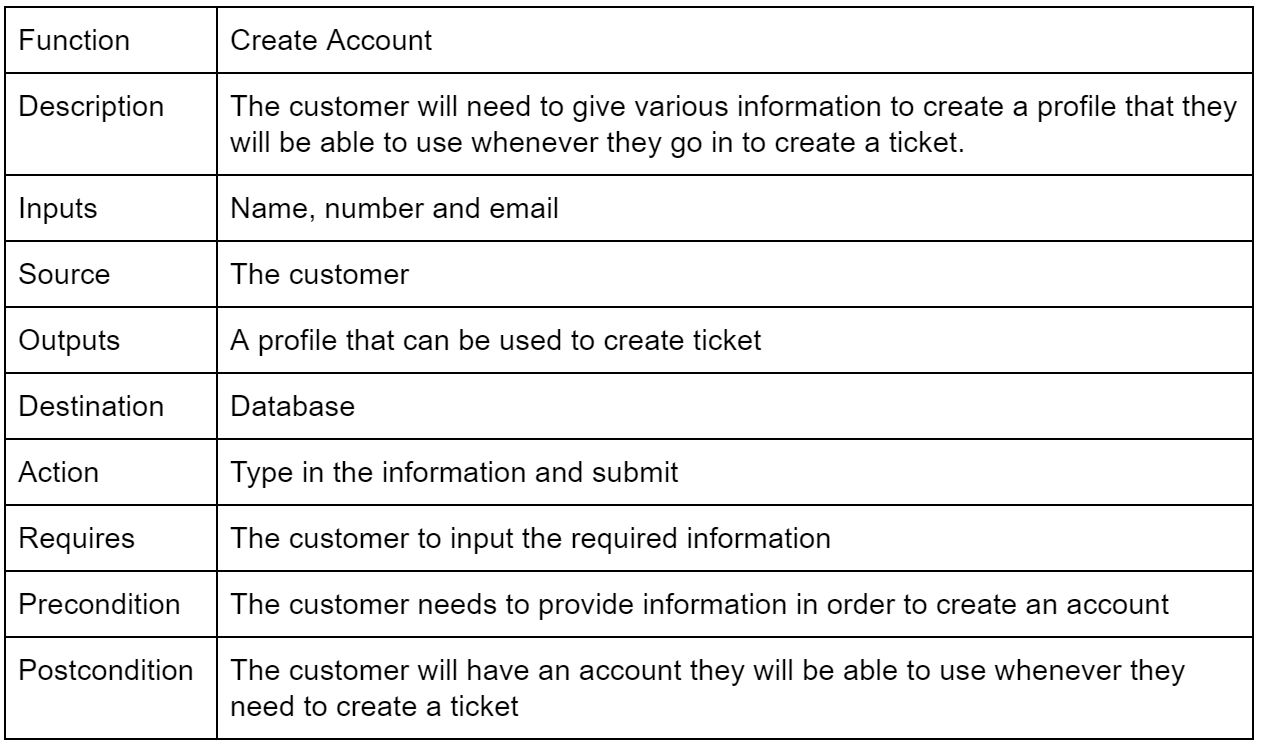 Function Create Account
Description The customer will need to give various information to create a profile that they
will be able to use whenever they go in to create a ticket.
Inputs Name, number and email
Source The customer
Outputs A profile that can be used to create ticket
Destination Database
Action Type in the information and submit
Requires The customer to input the required information
Precondition The customer needs to provide information in order to create an account
Postcondition The customer will have an account they will be able to use whenever they
need to create a ticket